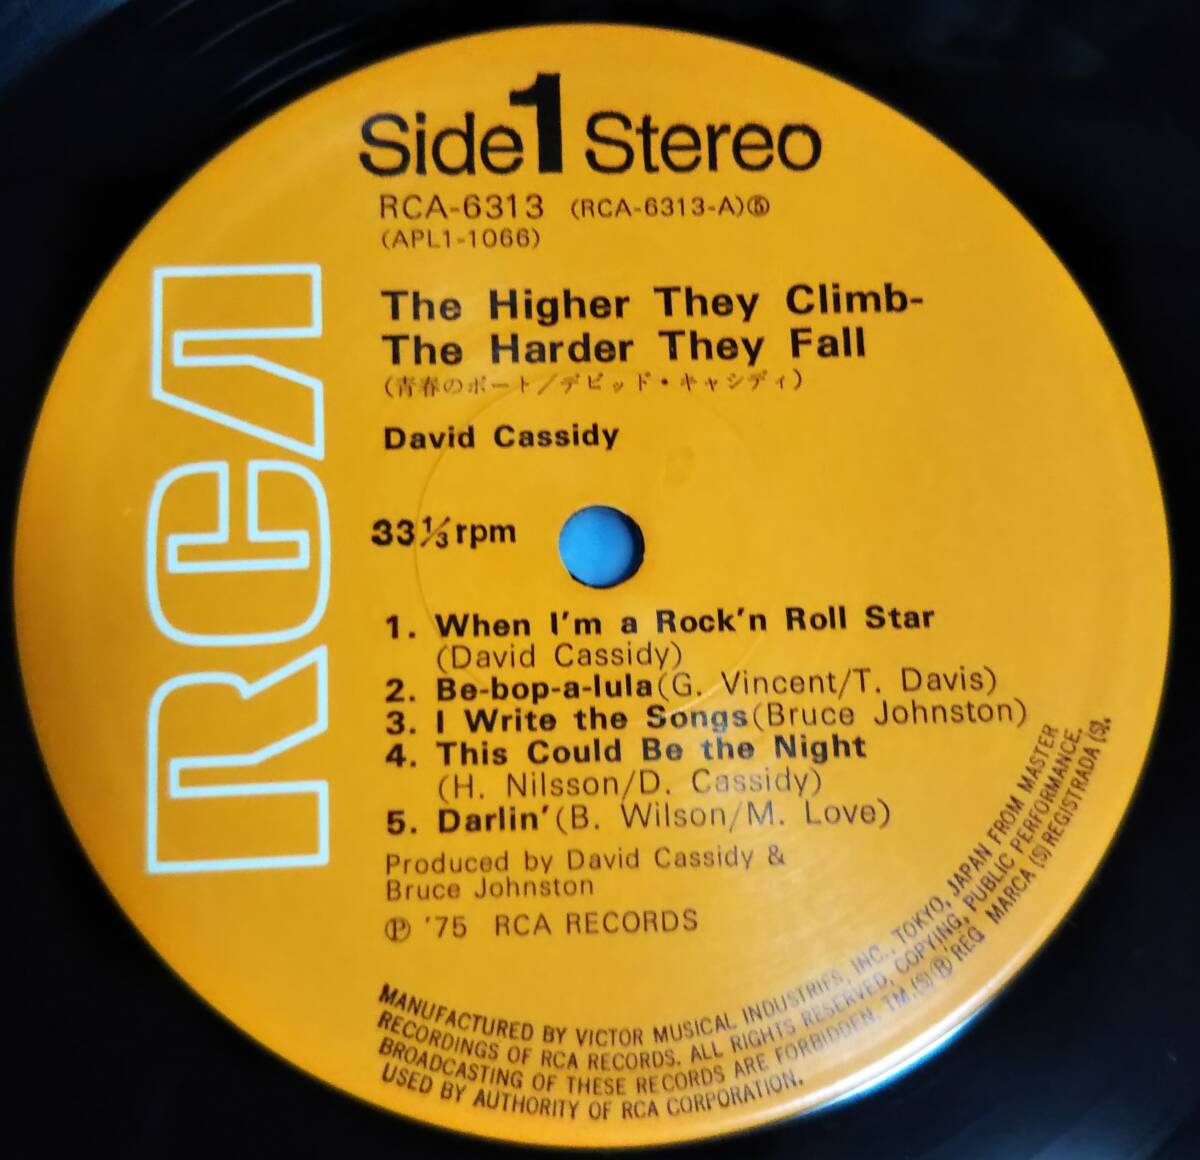 Side 1 Stereo
RCA-6313 (RCA-6313-A)Ⓢ
(APL1-1066)
The Higher They Climb-
The Harder They Fall
(青春のポート/デビッド・キャシディ)
David Cassidy
33 1/3 rpm
1. When I'm a Rock'n Roll Star
(David Cassidy)
2. Be-bop-a-lula(G. Vincent/T. Davis)
3. I Write the Songs(Bruce Johnston)
4. This Could Be the Night
(H. Nilsson/D. Cassidy)
5. Darlin'(B. Wilson/M. Love)
Produced by David Cassidy &
Bruce Johnston
Ⓟ '75 RCA RECORDS
MANUFACTURED BY VICTOR MUSICAL INDUSTRIES, INC., TOKYO, JAPAN FROM MASTER
RECORDINGS OF RCA RECORDS. ALL RIGHTS RESERVED, COPYING, PUBLIC PERFORMANCE,
BROADCASTING OF THESE RECORDS ARE FORBIDDEN, TM.(S) ® REG MARCA (S) REGISTRADA (S).
USED BY AUTHORITY OF RCA CORPORATION.
RCA